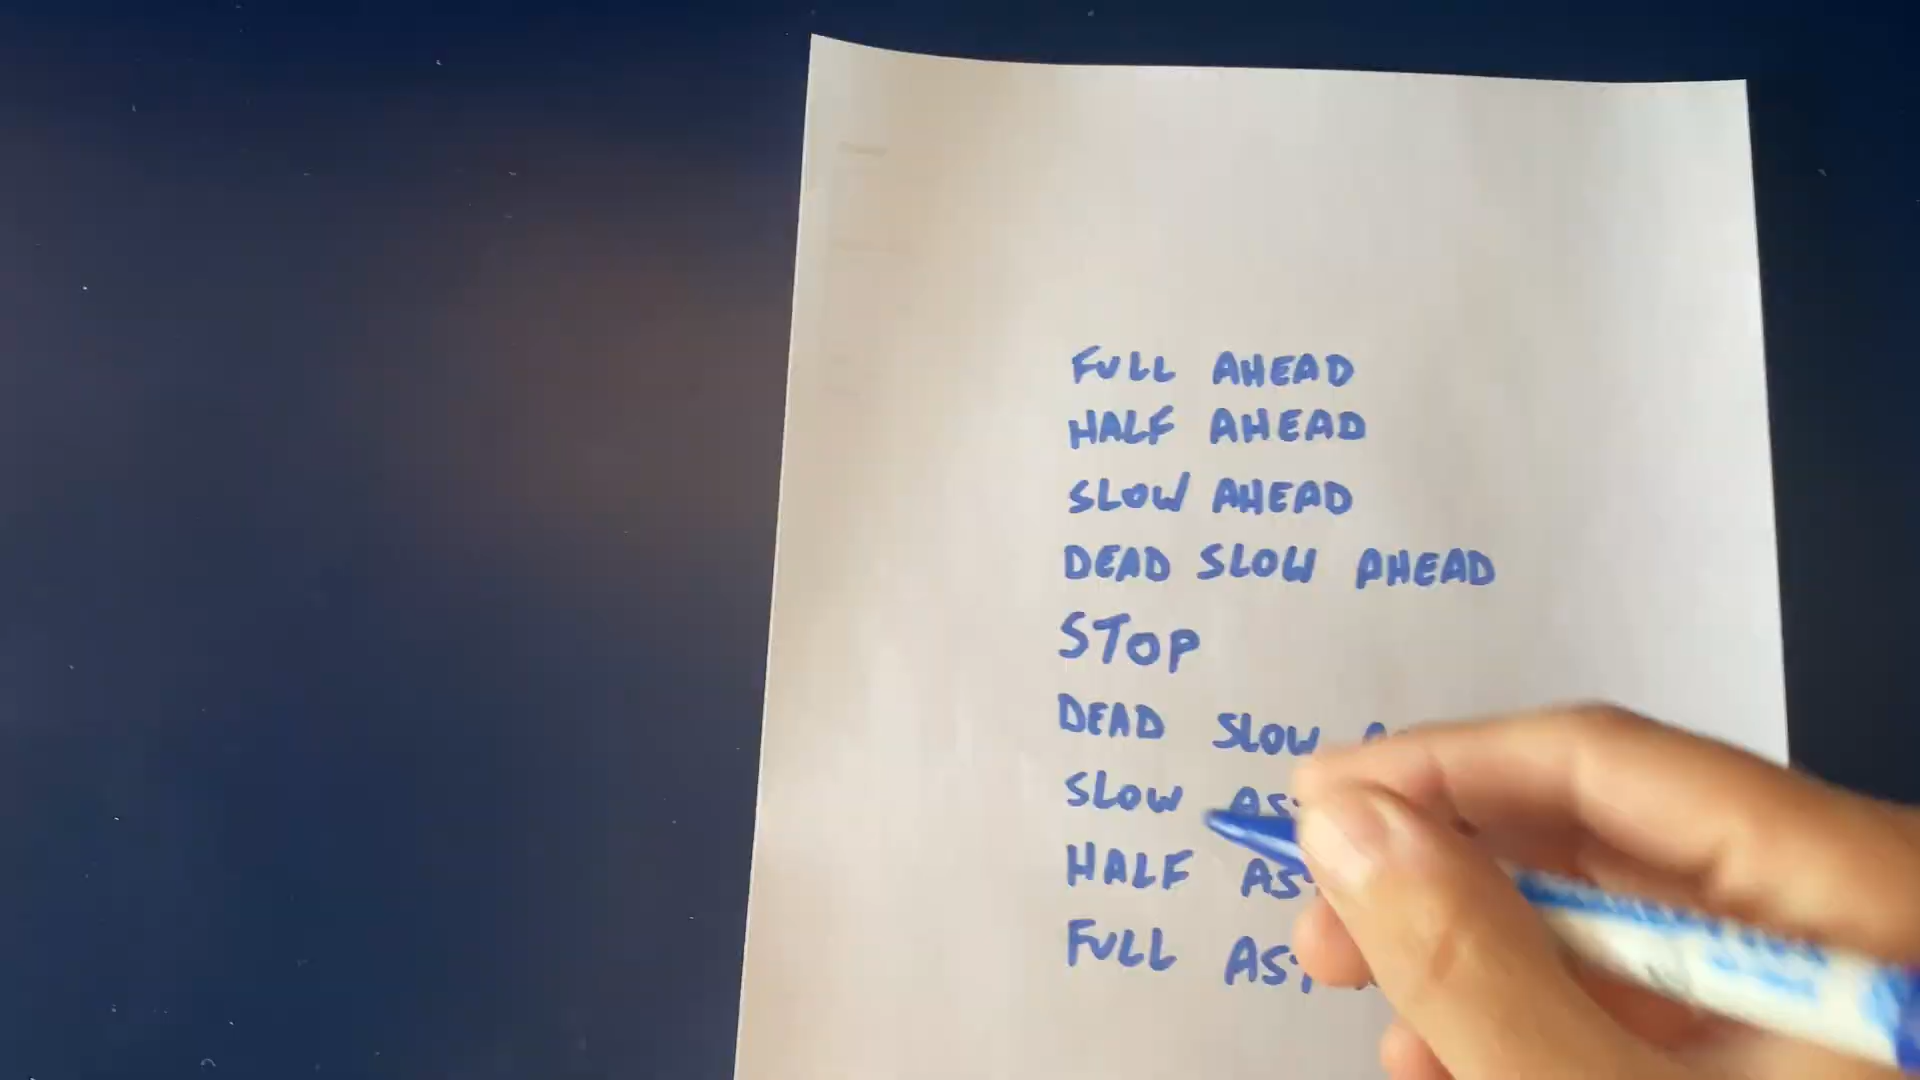 FULL AHEAD
HALF AHEAD
SLOW AHEAD
DEAD SLOW AHEAD
STOP
DEAD SLOW
SLOW
HALF
FULL